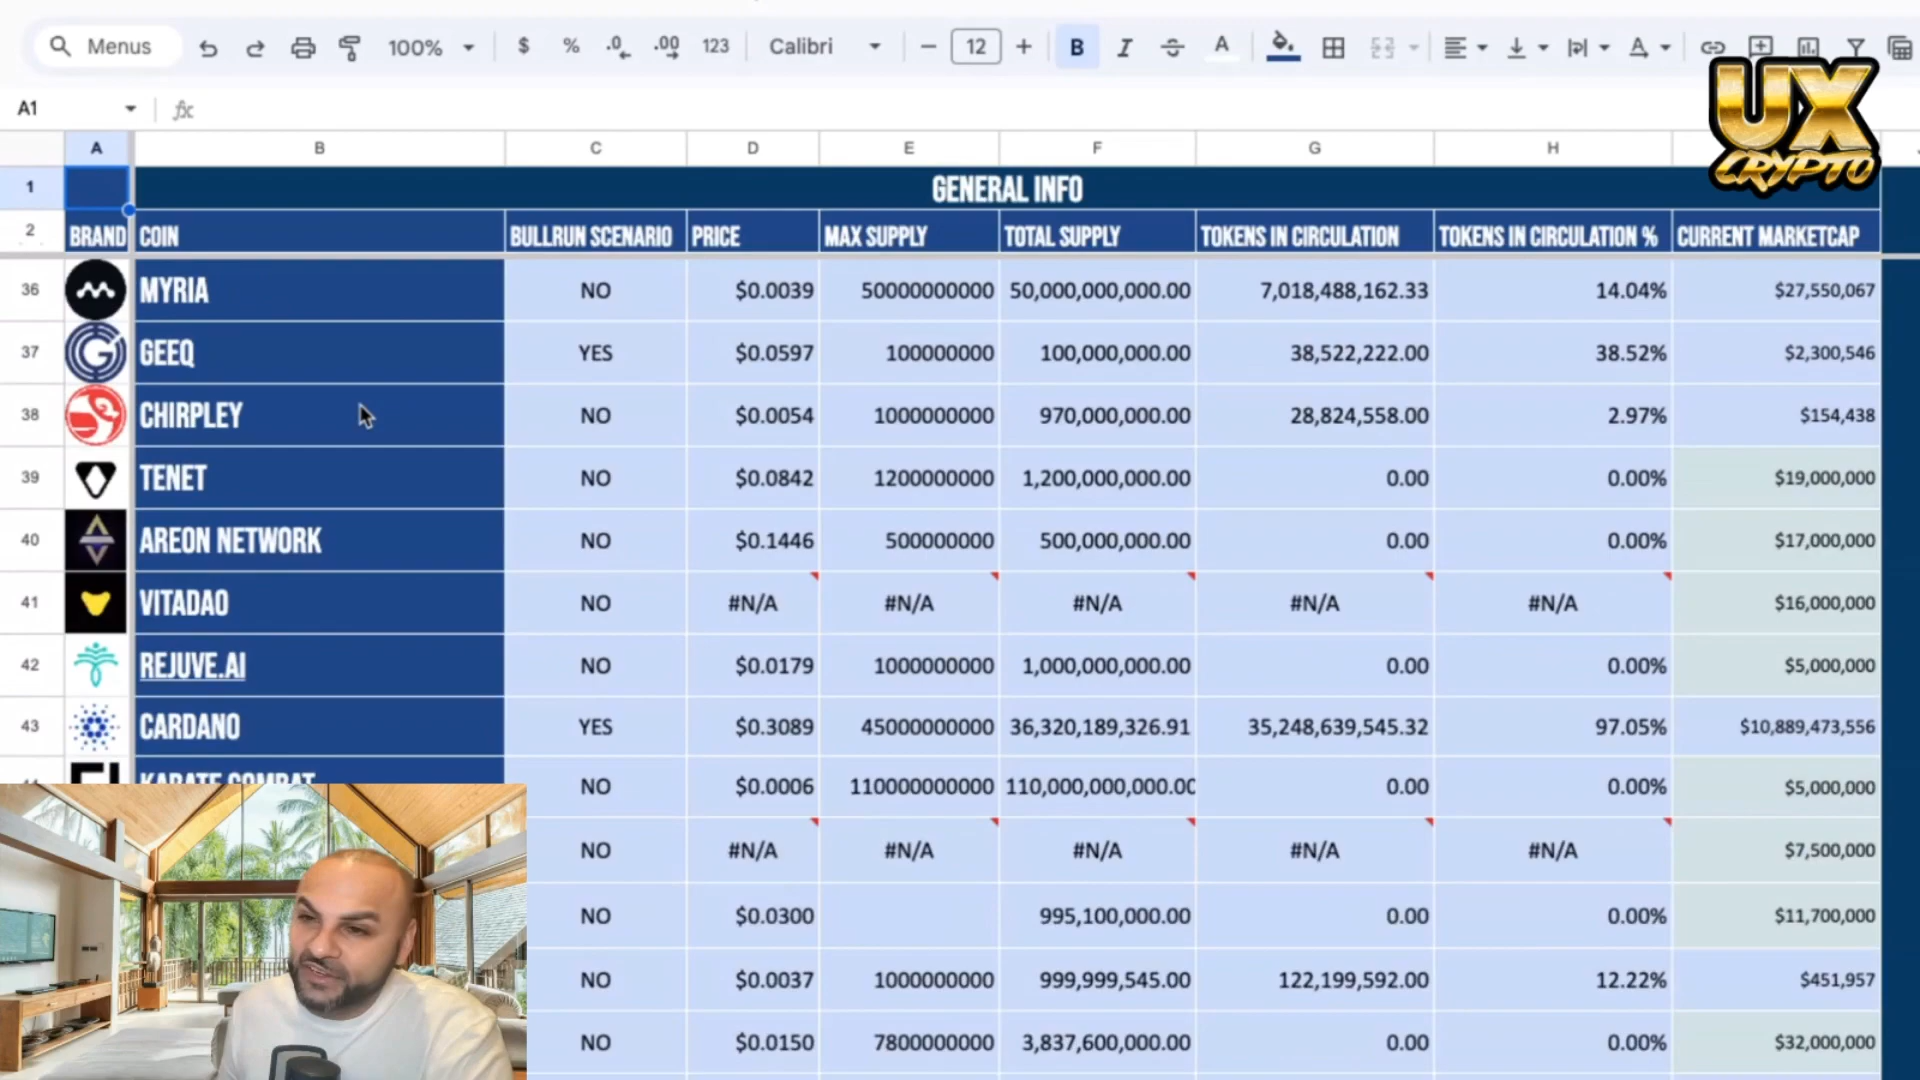 Menus 100% $ % .0 .00 123 Calibri 12 B I S A A
UX
CRYPTO
A1 fx
A B C D E F G H
1 GENERAL INFO
2 BRAND COIN BULLRUN SCENARIO PRICE MAX SUPPLY TOTAL SUPPLY TOKENS IN CIRCULATION TOKENS IN CIRCULATION % CURRENT MARKETCAP
36 MYRIA NO $0.0039 50000000000 50,000,000,000.00 7,018,488,162.33 14.04% $27,550,067
37 GEEQ YES $0.0597 100000000 100,000,000.00 38,522,222.00 38.52% $2,300,546
38 CHIRPLEY NO $0.0054 1000000000 970,000,000.00 28,824,558.00 2.97% $154,438
39 TENET NO $0.0842 1200000000 1,200,000,000.00 0.00 0.00% $19,000,000
40 AREON NETWORK NO $0.1446 500000000 500,000,000.00 0.00 0.00% $17,000,000
41 VITADAO NO #N/A #N/A #N/A #N/A #N/A $16,000,000
42 REJUVE.AI NO $0.0179 1000000000 1,000,000,000.00 0.00 0.00% $5,000,000
43 CARDANO YES $0.3089 45000000000 36,320,189,326.91 35,248,639,545.32 97.05% $10,889,473,556
KARATE COMBAT NO $0.0006 110000000000 110,000,000,000.00 0.00 0.00% $5,000,000
NO #N/A #N/A #N/A #N/A #N/A $7,500,000
NO $0.0300 995,100,000.00 0.00 0.00% $11,700,000
NO $0.0037 1000000000 999,999,545.00 122,199,592.00 12.22% $451,957
NO $0.0150 7800000000 3,837,600,000.00 0.00 0.00% $32,000,000